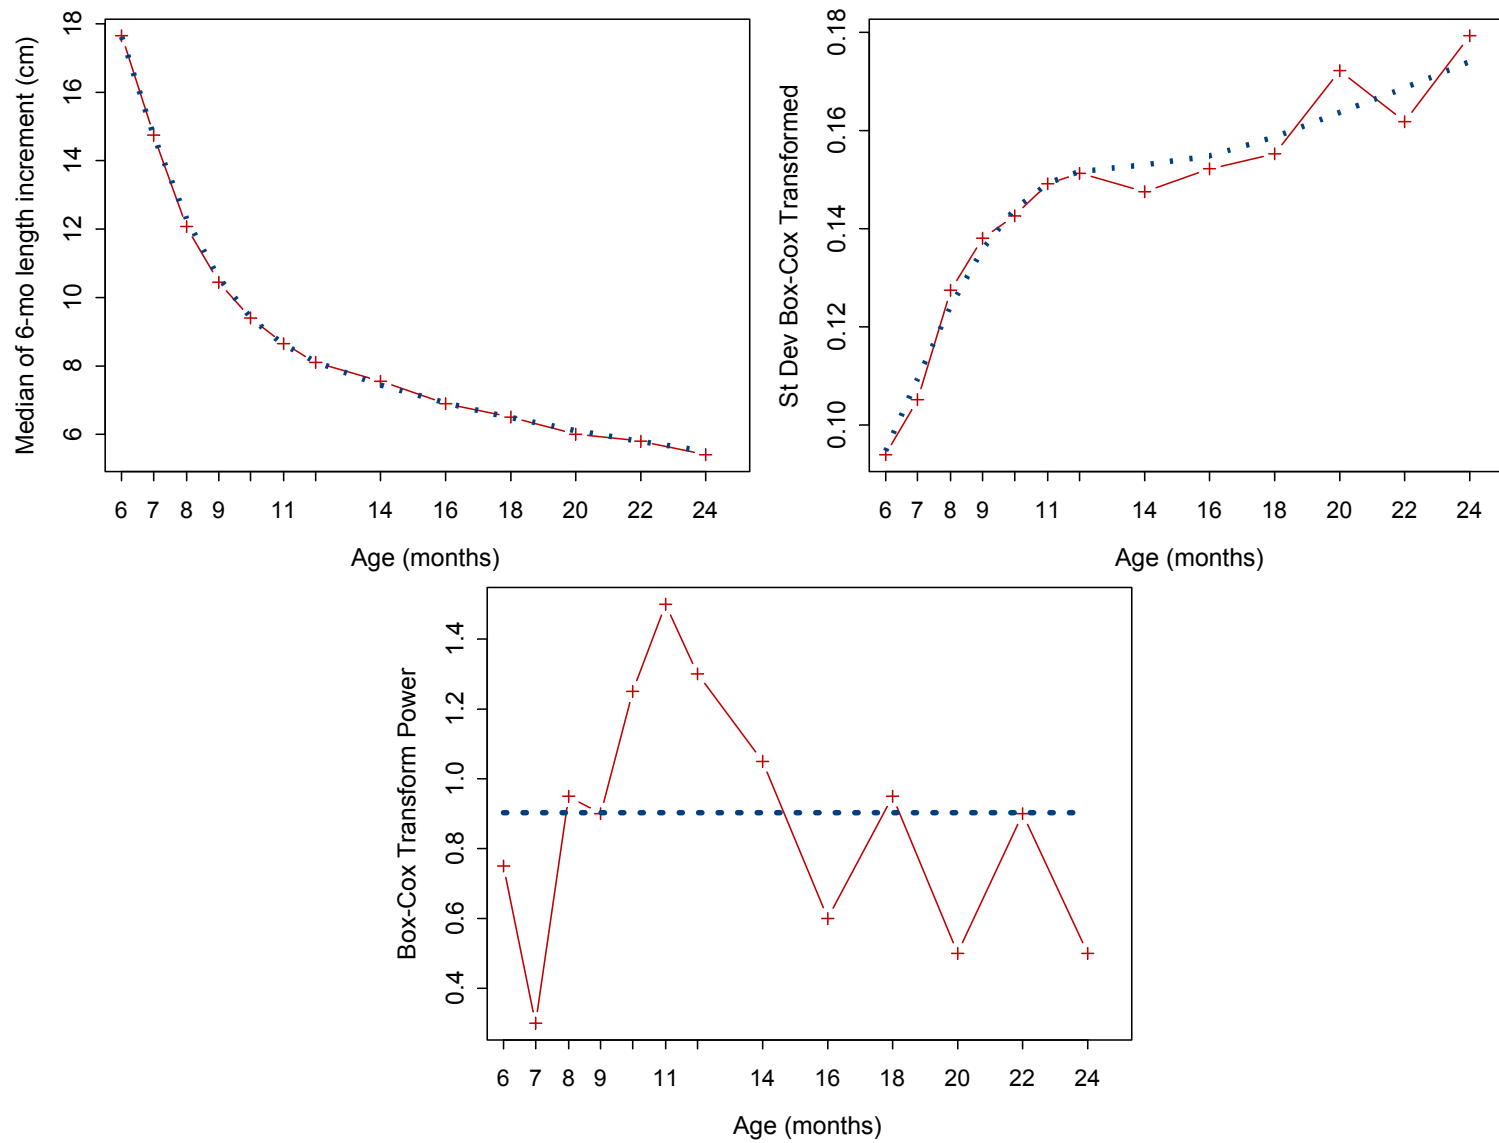 Median of 6-mo length increment (cm)
18
16
14
12
10
8
6
6 7 8 9 11 14 16 18 20 22 24
Age (months)
St Dev Box-Cox Transformed
0.18
0.16
0.14
0.12
0.10
6 7 8 9 11 14 16 18 20 22 24
Age (months)
Box-Cox Transform Power
1.4
1.2
1.0
0.8
0.6
0.4
6 7 8 9 11 14 16 18 20 22 24
Age (months)